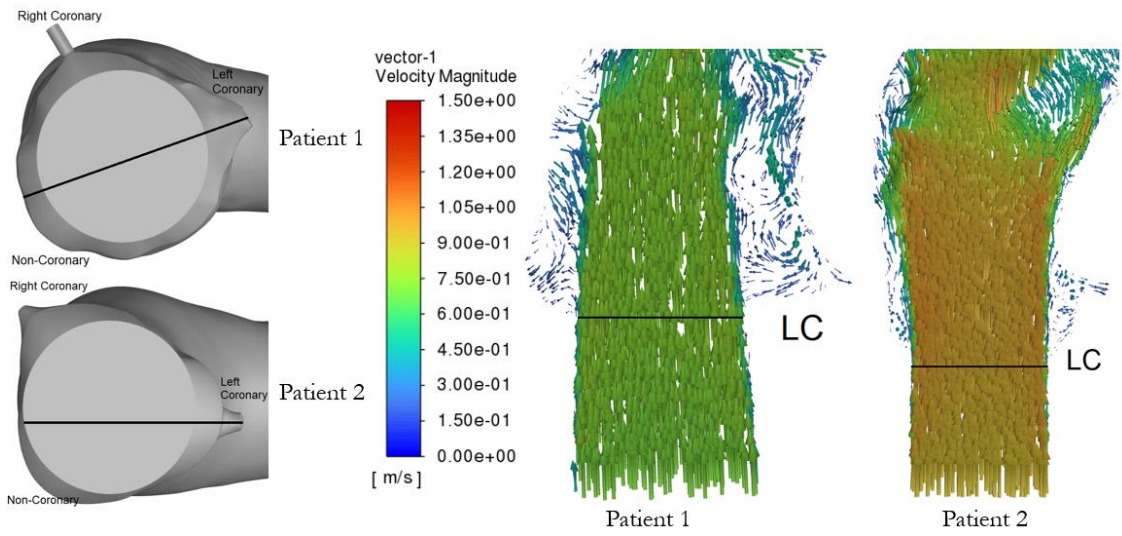 Right Coronary
Left
Coronary
Patient 1
Non-Coronary
Right Coronary
Left
Coronary
Patient 2
Non-Coronary
vector-1
Velocity Magnitude
1.50e+00
1.35e+00
1.20e+00
1.05e+00
9.00e-01
7.50e-01
6.00e-01
4.50e-01
3.00e-01
1.50e-01
0.00e+00
[ m/s ]
LC
Patient 1
LC
Patient 2